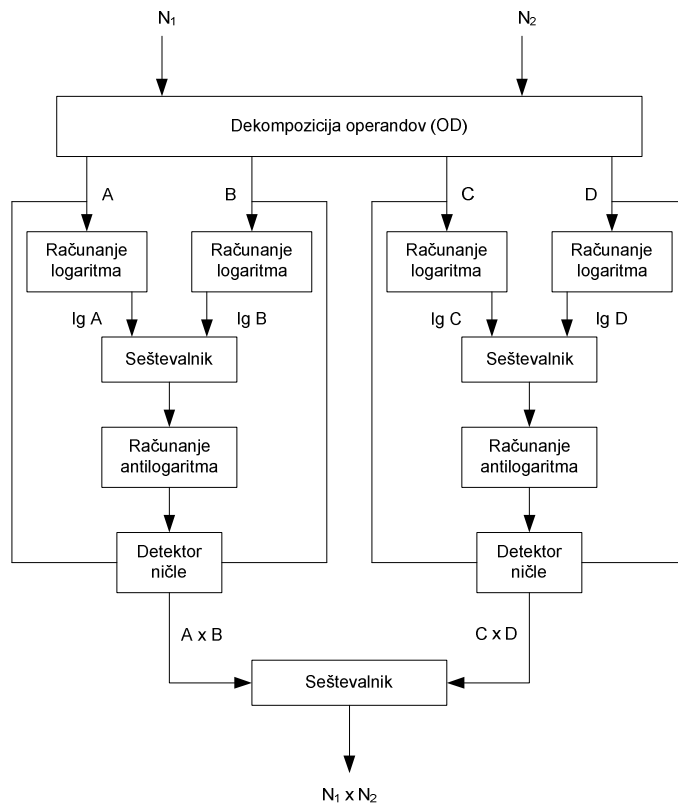 N₁ N₂
Dekompozicija operandov (OD)
A B C D
Računanje logaritma
Računanje logaritma
Računanje logaritma
Računanje logaritma
lg A lg B lg C lg D
Seštevalnik
Seštevalnik
Računanje antilogaritma
Računanje antilogaritma
Detektor ničle
Detektor ničle
A x B C x D
Seštevalnik
N₁ x N₂